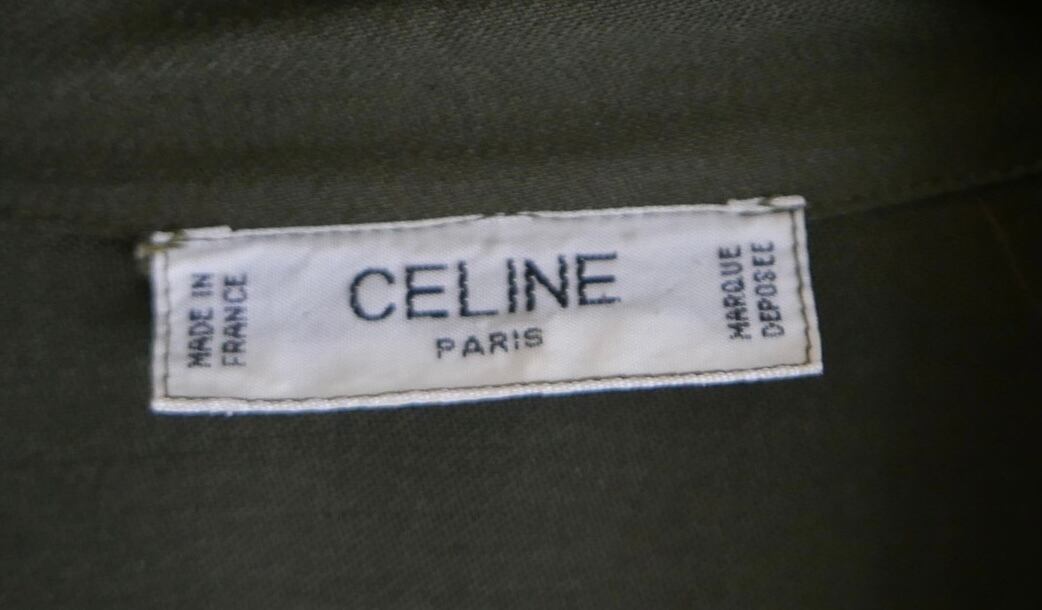 MADE IN
FRANCE
CELINE
PARIS
MARQUE
DEPOSEE